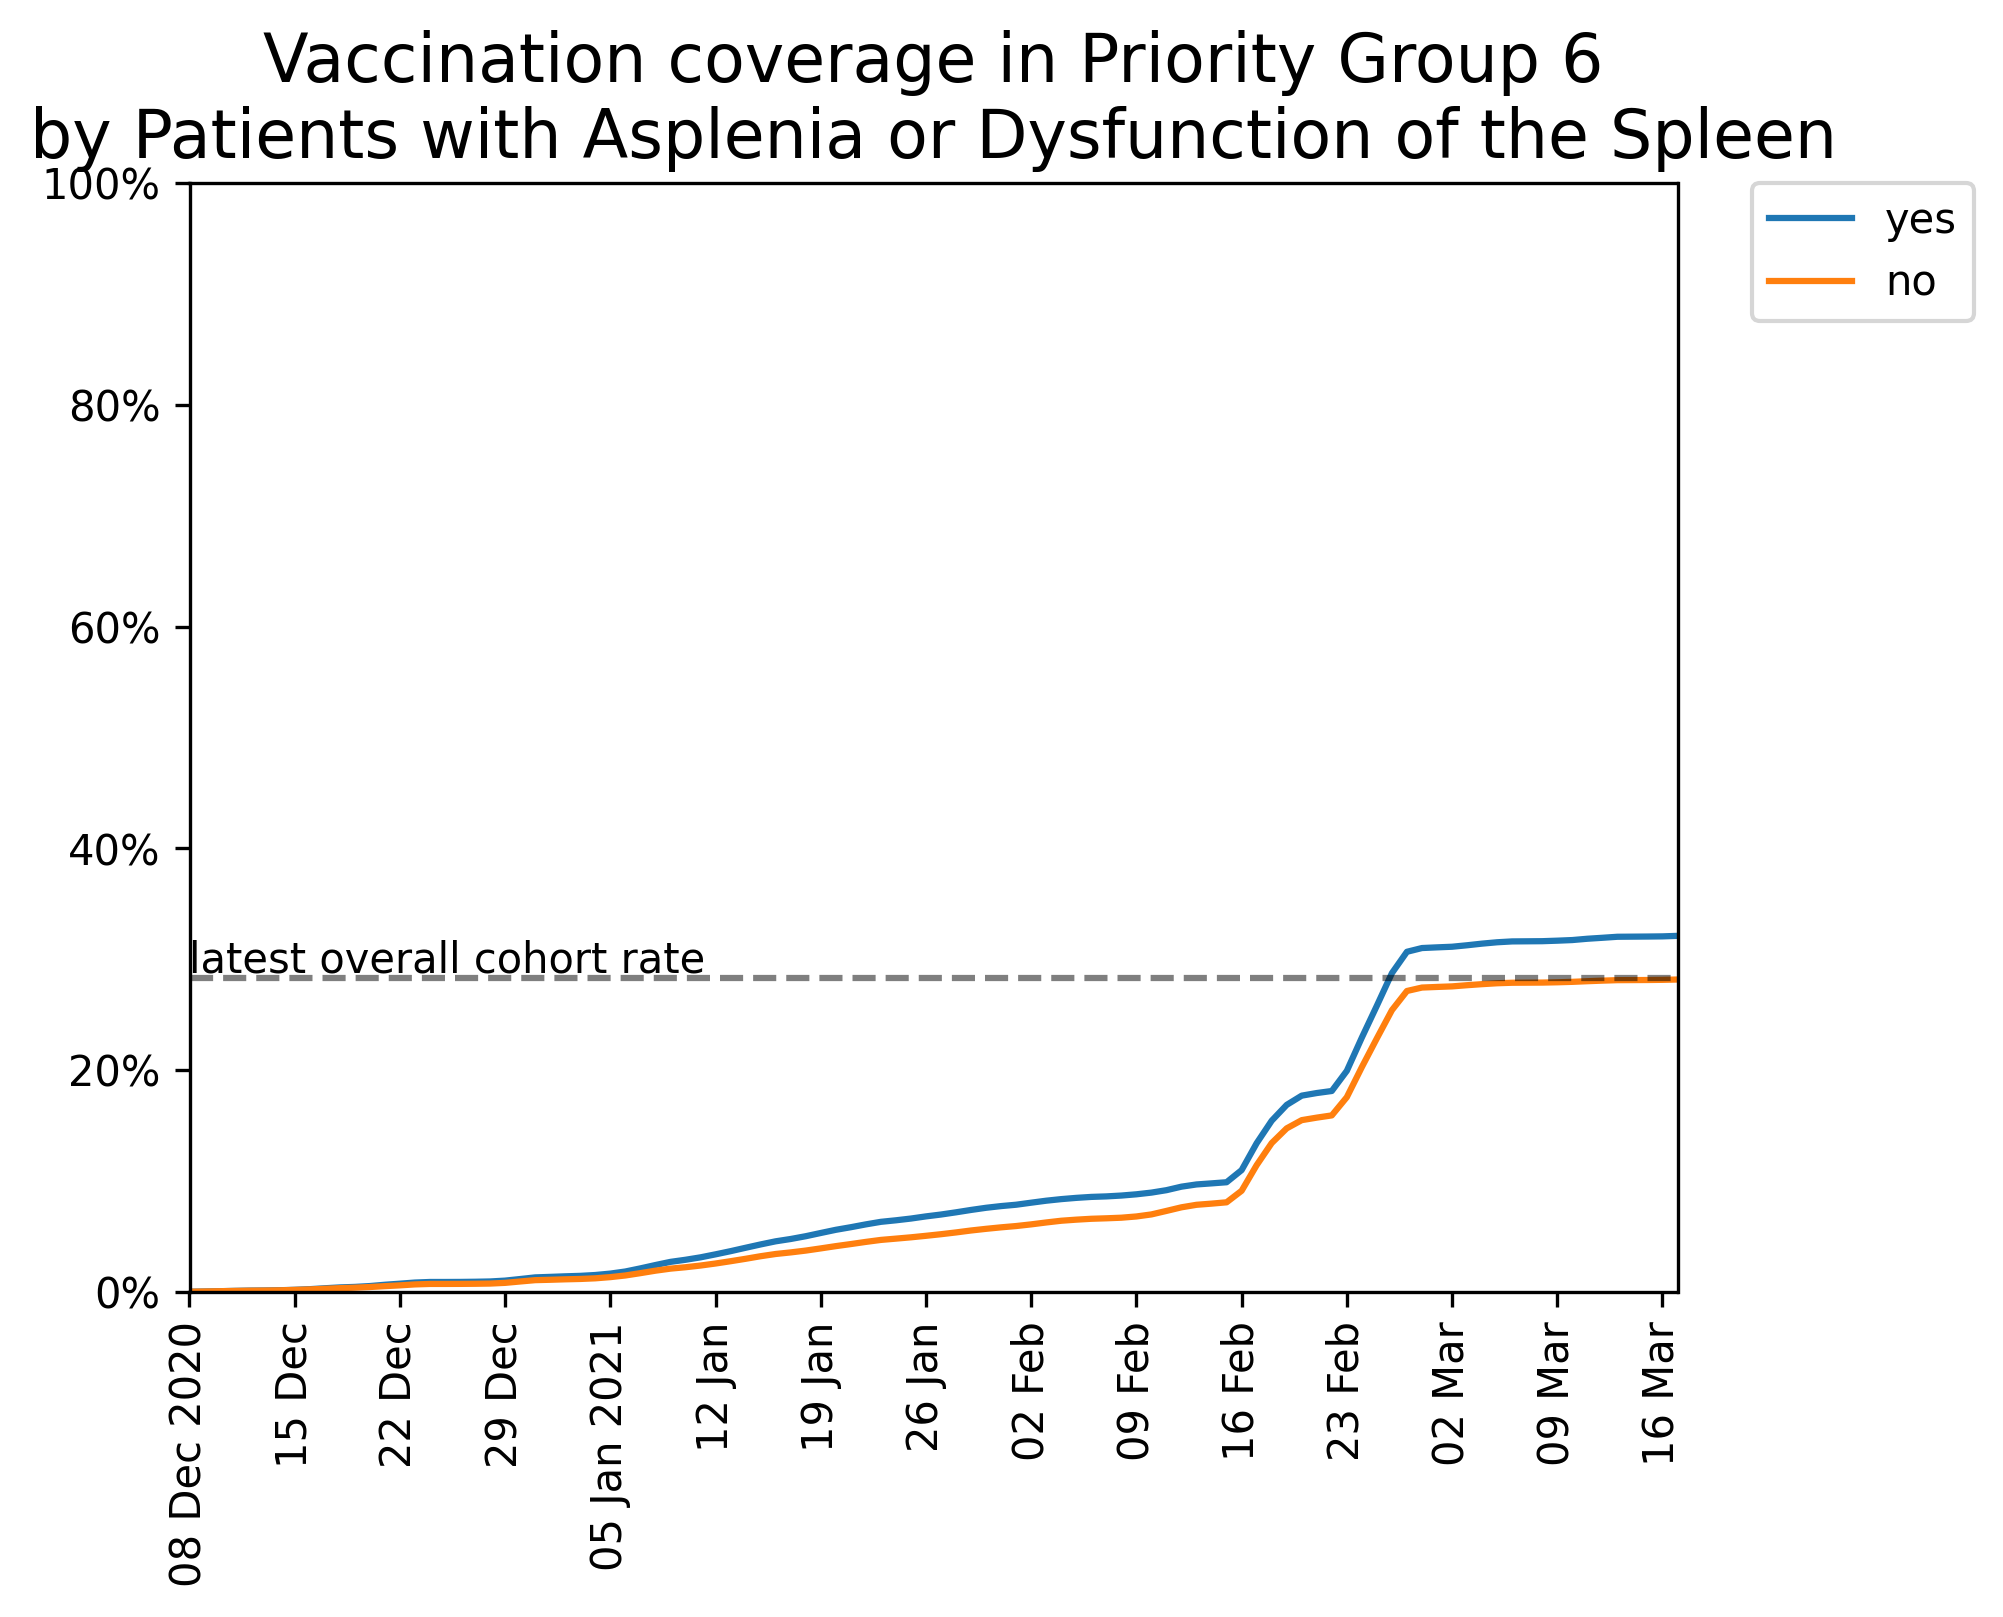 Vaccination coverage in Priority Group 6
by Patients with Asplenia or Dysfunction of the Spleen
100%
80%
60%
40%
20%
0%
latest overall cohort rate
yes
no
08 Dec 2020
15 Dec
22 Dec
29 Dec
05 Jan 2021
12 Jan
19 Jan
26 Jan
02 Feb
09 Feb
16 Feb
23 Feb
02 Mar
09 Mar
16 Mar